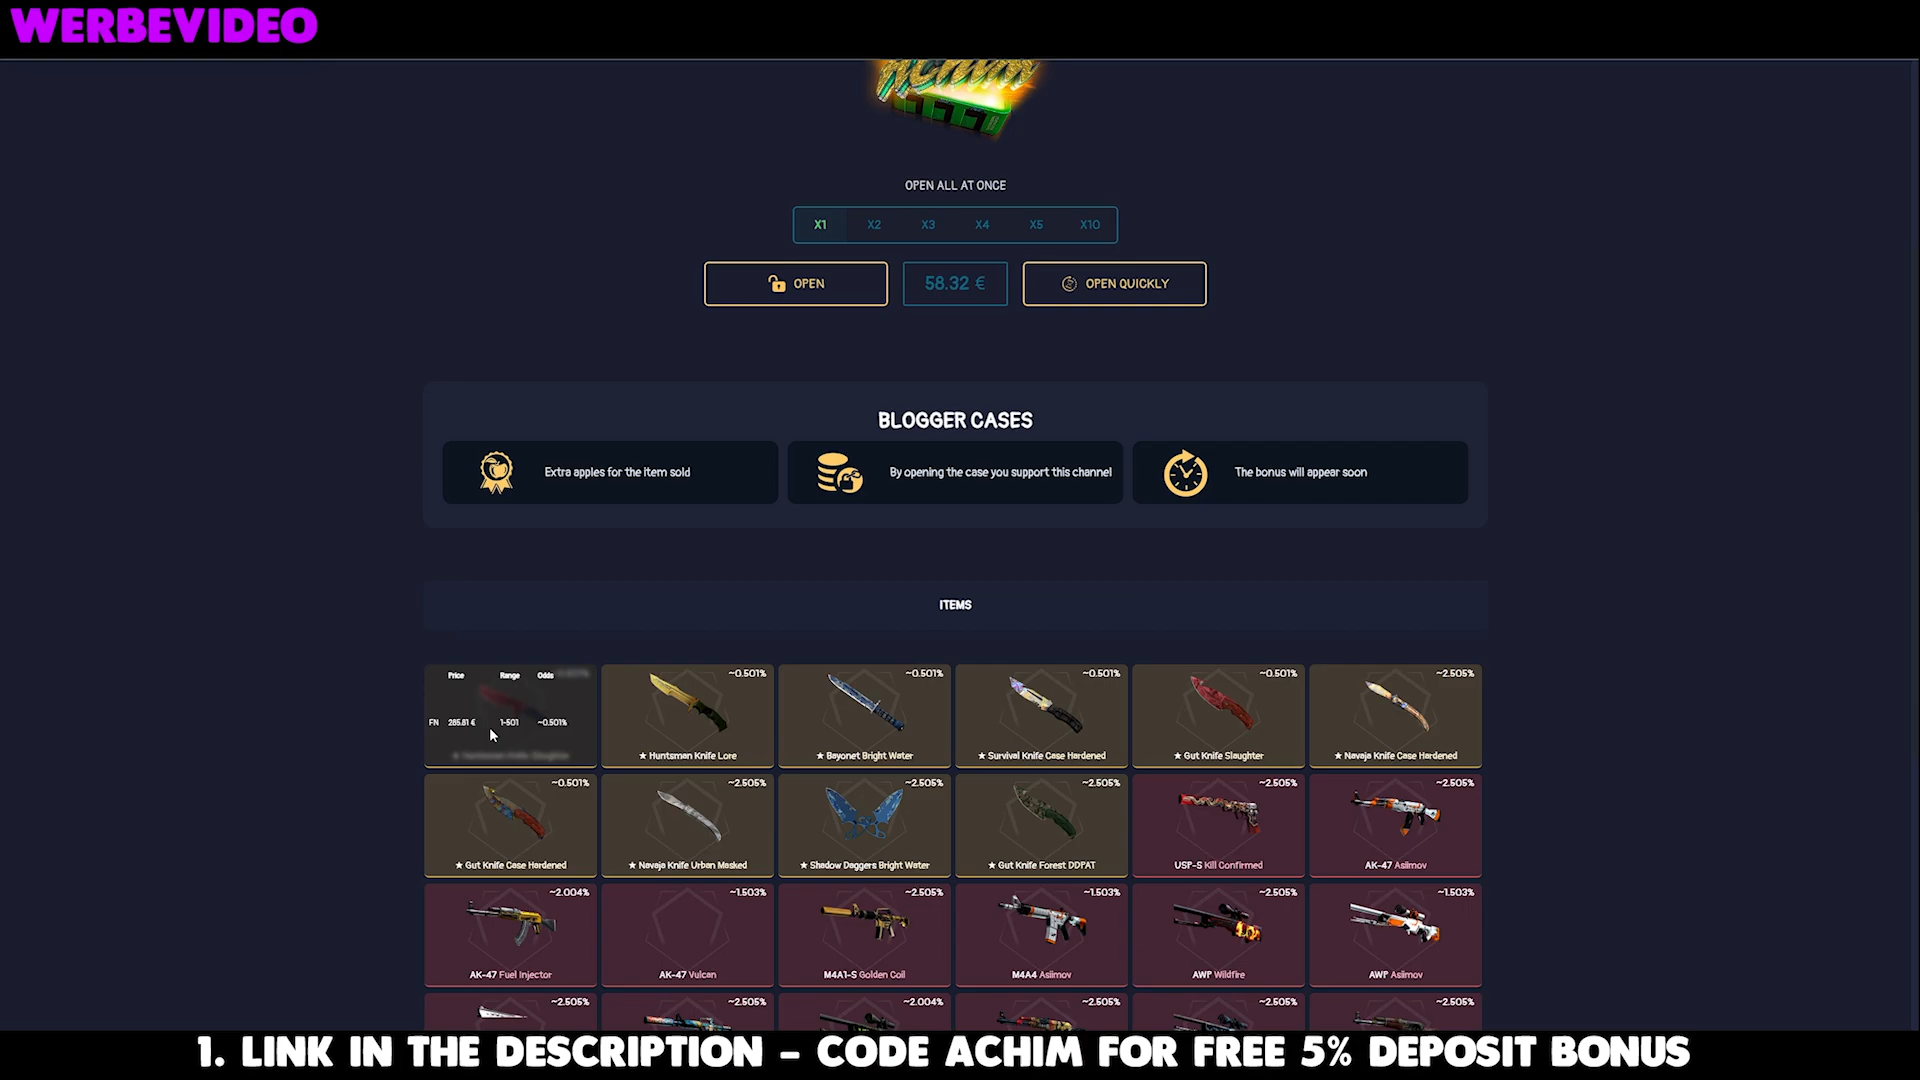 WERBEVIDEO
Achim
OPEN ALL AT ONCE
X1 X2 X3 X4 X5 X10
OPEN 58.32 € OPEN QUICKLY
BLOGGER CASES
Extra apples for the item sold
By opening the case you support this channel
The bonus will appear soon
ITEMS
Price Range Odds
FN 285.81 € 1-501 ~0.501%
~0.501% ~0.501% ~0.501% ~0.501% ~2.505%
★ Huntsman Knife Lore ★ Bayonet Bright Water ★ Survival Knife Case Hardened ★ Gut Knife Slaughter ★ Navaja Knife Case Hardened
~0.501% ~2.505% ~2.505% ~2.505% ~2.505% ~2.505%
★ Gut Knife Case Hardened ★ Navaja Knife Urban Masked ★ Shadow Daggers Bright Water ★ Gut Knife Forest DDPAT USP-S Kill Confirmed AK-47 Asiimov
~2.004% ~1.503% ~2.505% ~1.503% ~2.505% ~1.503%
AK-47 Fuel Injector AK-47 Vulcan M4A1-S Golden Coil M4A4 Asiimov AWP Wildfire AWP Asiimov
~2.505% ~2.505% ~2.004% ~2.505% ~2.505% ~2.505%
1. LINK IN THE DESCRIPTION – CODE ACHIM FOR FREE 5% DEPOSIT BONUS